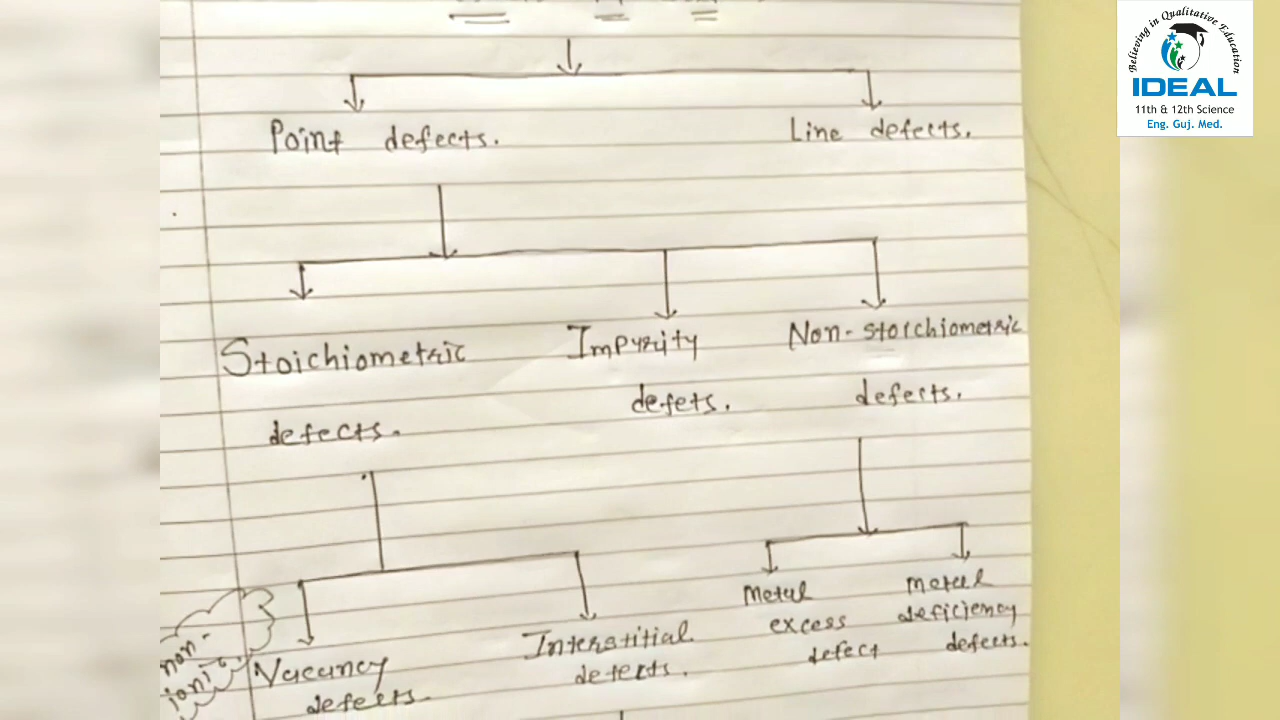 Believing in Qualitative Education
IDEAL
11th & 12th Science
Eng. Guj. Med.
Point defects.
Line defects.
Stoichiometric
defects.
Impurity
defets.
Non-stoichiometric
defects.
Vacancy
defects.
Interstitial
defects.
Metal
excess
defect
Metal
deficiency
defects.
non-
ionic